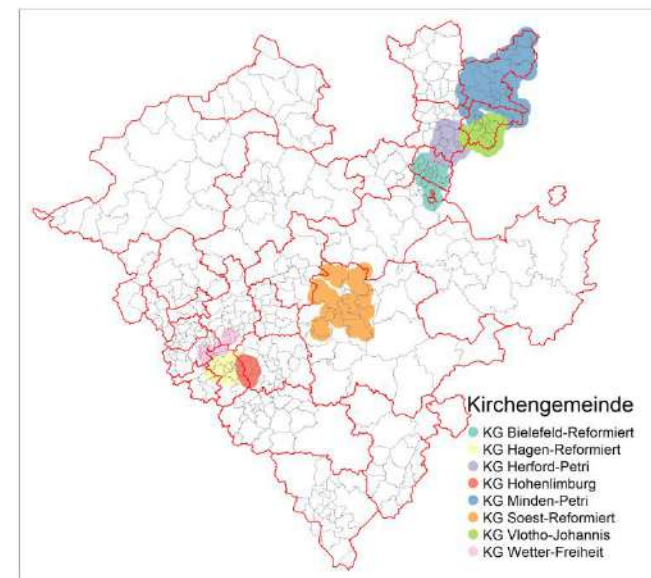 Kirchengemeinde
KG Bielefeld-Reformiert
KG Hagen-Reformiert
KG Herford-Petri
KG Hohenlimburg
KG Minden-Petri
KG Soest-Reformiert
KG Vlotho-Johannis
KG Wetter-Freiheit